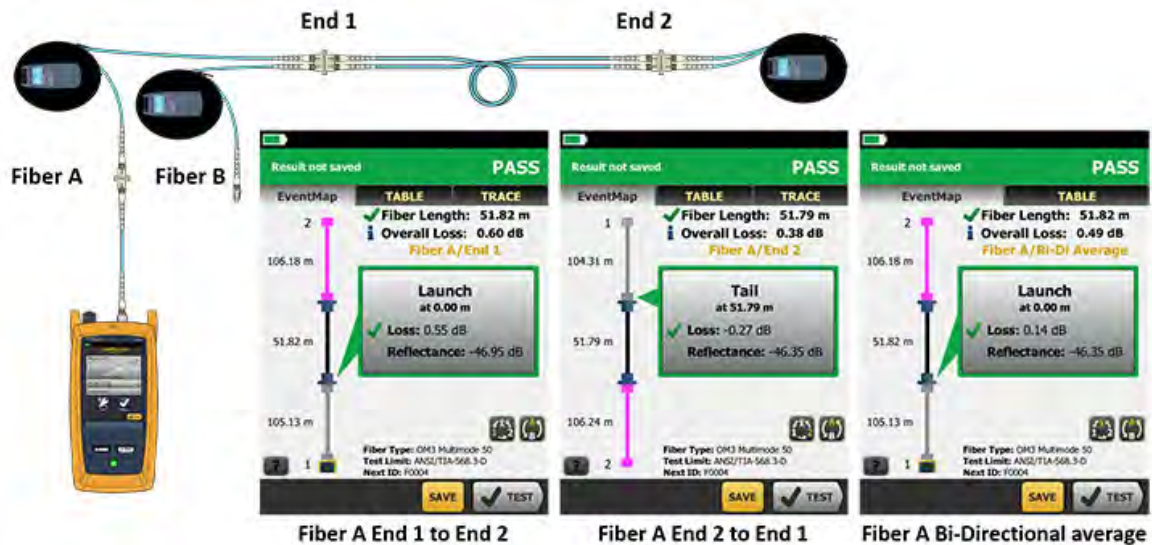 End 1
End 2
Fiber A
Fiber B
Result not saved PASS
EventMap TABLE TRACE
2
Fiber Length: 51.82 m
Overall Loss: 0.60 dB
Fiber A/End 1
106.18 m
Launch
at 0.00 m
Loss: 0.55 dB
Reflectance: -46.95 dB
51.82 m
105.13 m
Fiber Type: OM3 Multimode 50
Test Limit: ANSI/TIA-568.3-D
Next ID: F0004
? 1
SAVE TEST
Fiber A End 1 to End 2
Result not saved PASS
EventMap TABLE TRACE
1
Fiber Length: 51.79 m
Overall Loss: 0.38 dB
Fiber A/End 2
104.31 m
Tail
at 51.79 m
Loss: -0.27 dB
Reflectance: -46.35 dB
51.79 m
106.24 m
Fiber Type: OM3 Multimode 50
Test Limit: ANSI/TIA-568.3-D
Next ID: F0004
? 2
SAVE TEST
Fiber A End 2 to End 1
Result not saved PASS
EventMap TABLE
2
Fiber Length: 51.82 m
Overall Loss: 0.49 dB
Fiber A/Bi-Di Average
106.18 m
Launch
at 0.00 m
Loss: 0.14 dB
Reflectance: -46.35 dB
51.82 m
105.13 m
Fiber Type: OM3 Multimode 50
Test Limit: ANSI/TIA-568.3-D
Next ID: F0004
? 1
SAVE TEST
Fiber A Bi-Directional average